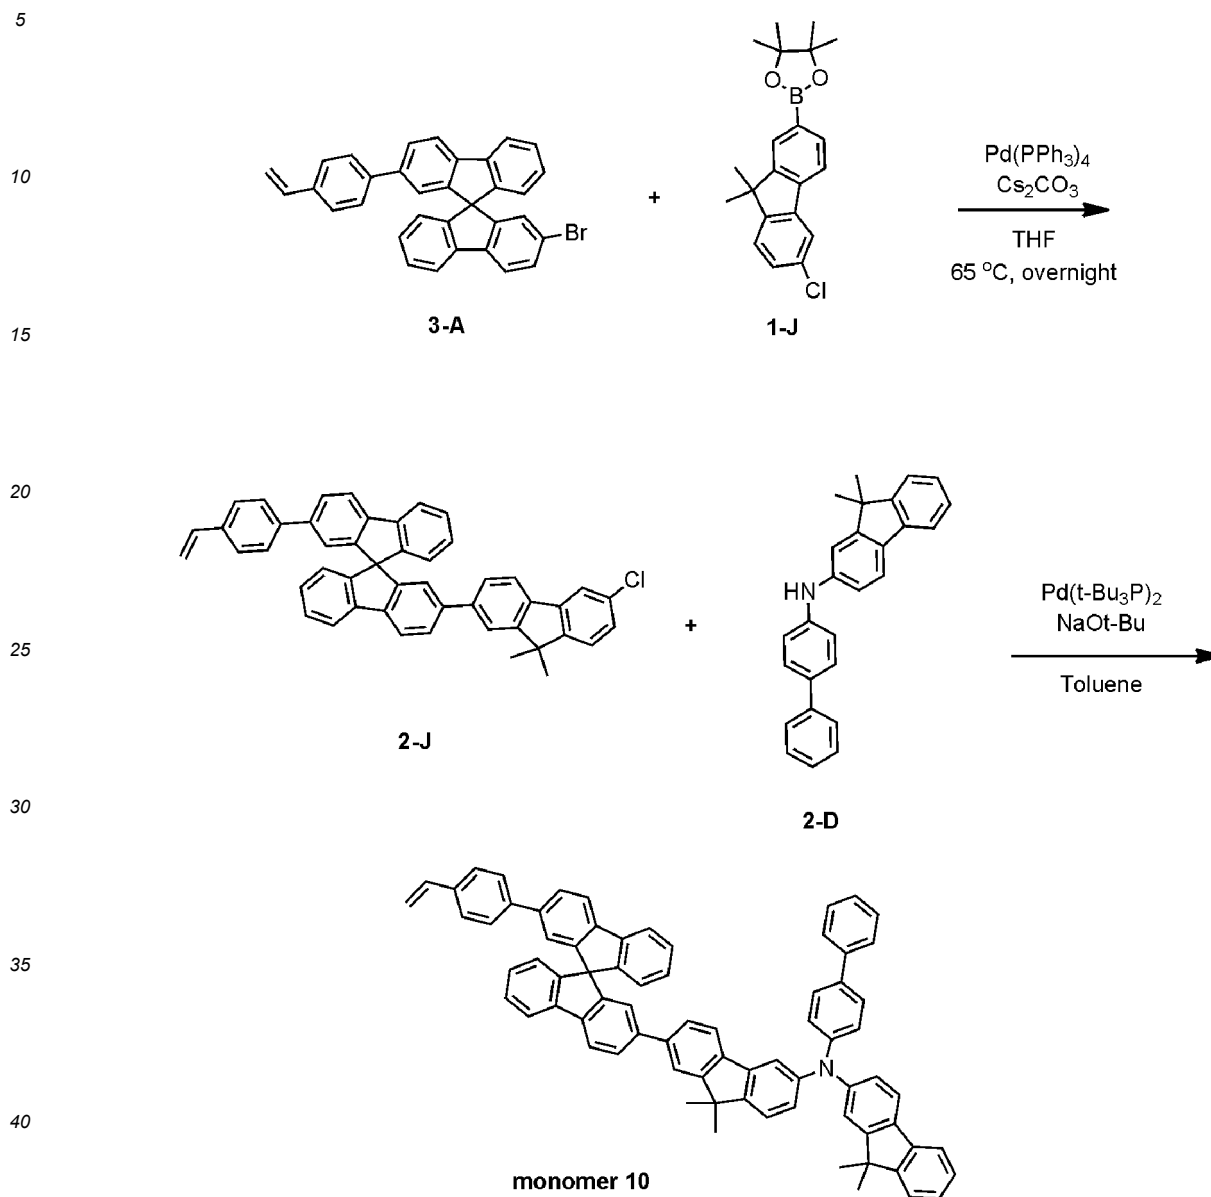 5
O O
B
10
Pd(PPh3)4
Cs2CO3
+
Br
THF
65 °C, overnight
Cl
3-A
1-J
15
20
Cl
HN
Pd(t-Bu3P)2
NaOt-Bu
+
25
Toluene
2-J
30
2-D
35
N
40
monomer 10